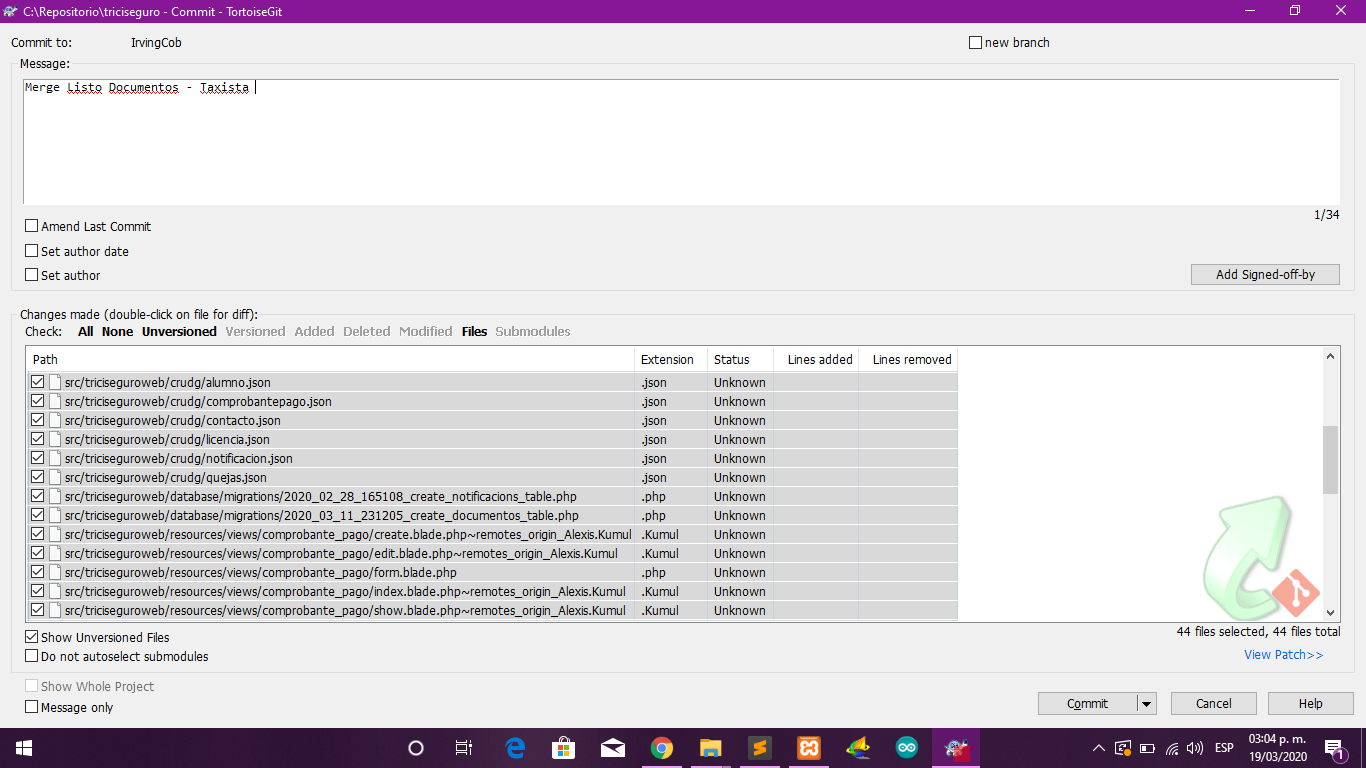 C:\Repositorio\triciseguro - Commit - TortoiseGit
Commit to: IrvingCob new branch
Message:
Merge Listo Documentos - Taxista
1/34
Amend Last Commit
Set author date
Set author
Add Signed-off-by
Changes made (double-click on file for diff):
Check: All None Unversioned Versioned Added Deleted Modified Files Submodules
Path Extension Status Lines added Lines removed
src/triciseguroweb/crudg/alumno.json .json Unknown
src/triciseguroweb/crudg/comprobantepago.json .json Unknown
src/triciseguroweb/crudg/contacto.json .json Unknown
src/triciseguroweb/crudg/licencia.json .json Unknown
src/triciseguroweb/crudg/notificacion.json .json Unknown
src/triciseguroweb/crudg/quejas.json .json Unknown
src/triciseguroweb/database/migrations/2020_02_28_165108_create_notificacions_table.php .php Unknown
src/triciseguroweb/database/migrations/2020_03_11_231205_create_documentos_table.php .php Unknown
src/triciseguroweb/resources/views/comprobante_pago/create.blade.php~remotes_origin_Alexis.Kumul .Kumul Unknown
src/triciseguroweb/resources/views/comprobante_pago/edit.blade.php~remotes_origin_Alexis.Kumul .Kumul Unknown
src/triciseguroweb/resources/views/comprobante_pago/form.blade.php .php Unknown
src/triciseguroweb/resources/views/comprobante_pago/index.blade.php~remotes_origin_Alexis.Kumul .Kumul Unknown
src/triciseguroweb/resources/views/comprobante_pago/show.blade.php~remotes_origin_Alexis.Kumul .Kumul Unknown
Show Unversioned Files 44 files selected, 44 files total
Do not autoselect submodules View Patch>>
Show Whole Project
Message only
Commit Cancel Help
ESP 03:04 p. m.
19/03/2020
1